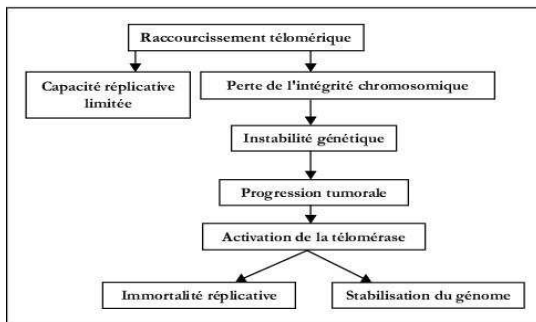 Raccourcissement télomérique
Capacité réplicative
limitée
Perte de l'intégrité chromosomique
Instabilité génétique
Progression tumorale
Activation de la télomérase
Immortalité réplicative
Stabilisation du génome